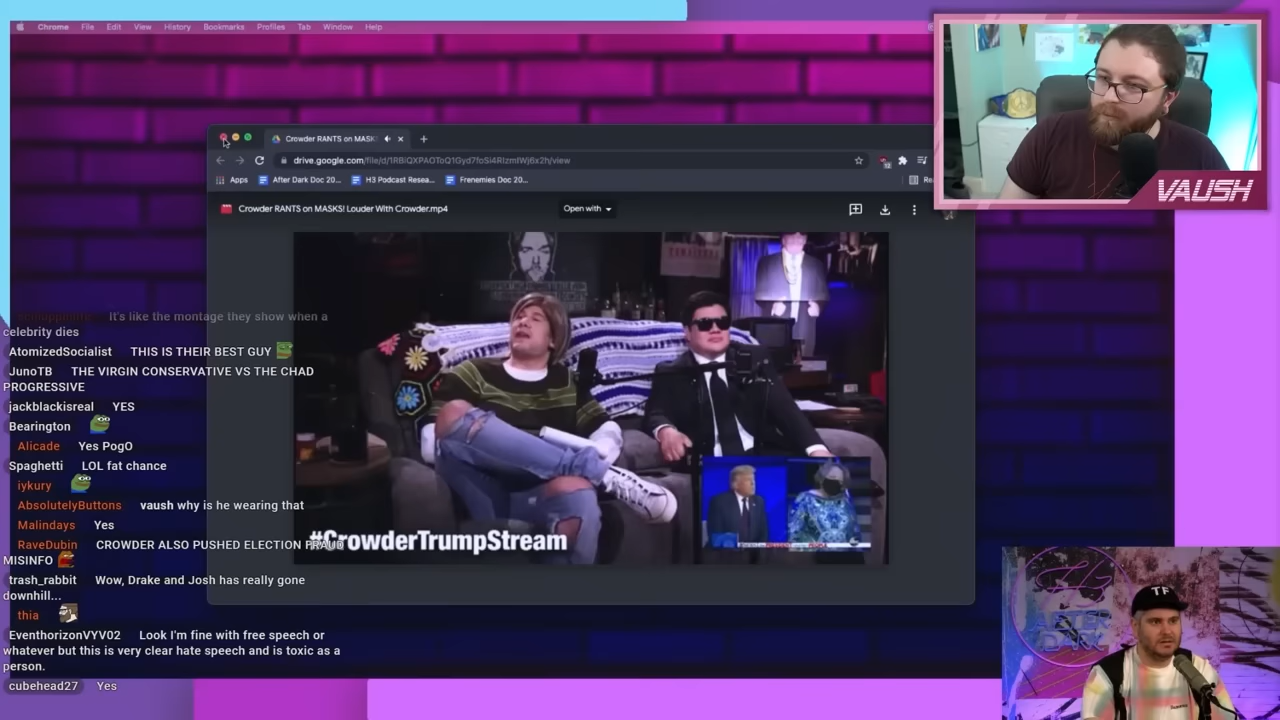 Chrome File Edit View History Bookmarks Profiles Tab Window Help
VAUSH
Crowder RANTS on MASK
drive.google.com/file/d/1RBiQXPAOToQ1Gyd7foSi4RIzmIWj6x2h/view
Apps After Dark Doc 20... H3 Podcast Resea... Frenemies Doc 20...
Crowder RANTS on MASKS! Louder With Crowder.mp4 Open with
#CrowderTrumpStream
It's like the montage they show when a
celebrity dies
AtomizedSocialist THIS IS THEIR BEST GUY
JunoTB THE VIRGIN CONSERVATIVE VS THE CHAD
PROGRESSIVE
jackblackisreal YES
Bearington
Alicade Yes PogO
Spaghetti LOL fat chance
iykury
AbsolutelyButtons vaush why is he wearing that
Malindays Yes
RaveDubin CROWDER ALSO PUSHED ELECTION FRAUD
MISINFO
trash_rabbit Wow, Drake and Josh has really gone
downhill...
thia
EventhorizonVYV02 Look I'm fine with free speech or
whatever but this is very clear hate speech and is toxic as a
person.
cubehead27 Yes
AFTER
DARK
TF